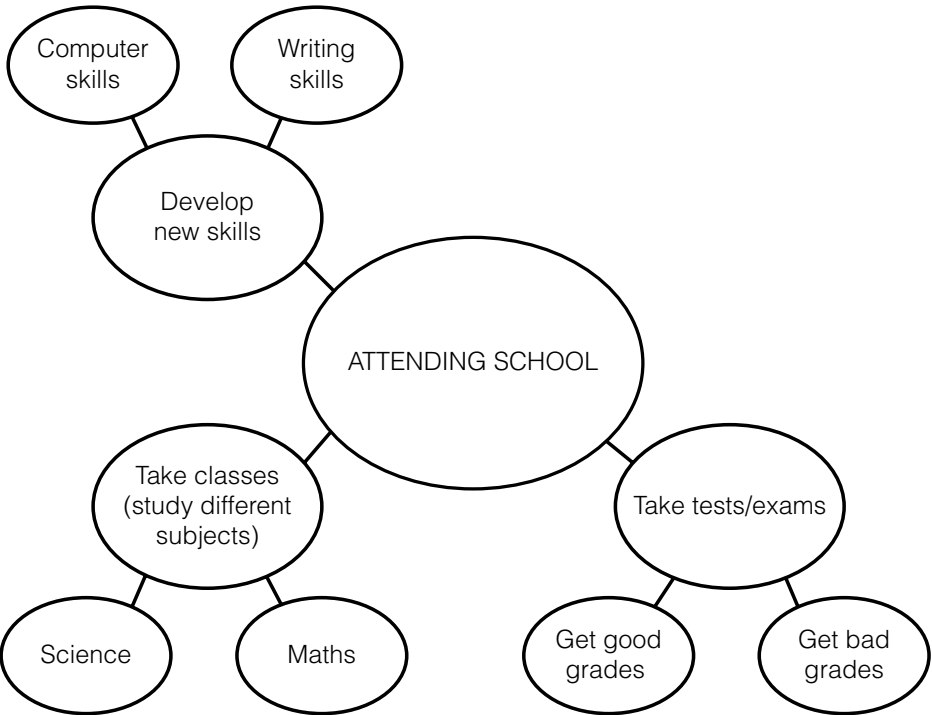 Computer
skills
Writing
skills
Develop
new skills
ATTENDING SCHOOL
Take classes
(study different
subjects)
Take tests/exams
Science
Maths
Get good
grades
Get bad
grades